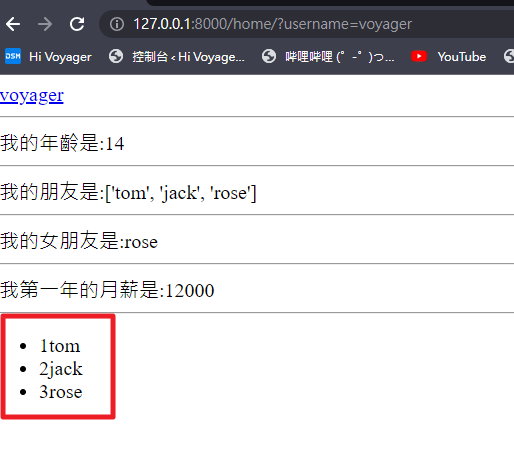 127.0.0.1:8000/home/?username=voyager
Hi Voyager 控制台 ‹ Hi Voyage... 哔哩哔哩 (゜-゜)つ... YouTube
voyager
我的年齡是:14
我的朋友是:['tom', 'jack', 'rose']
我的女朋友是:rose
我第一年的月薪是:12000
1tom
2jack
3rose